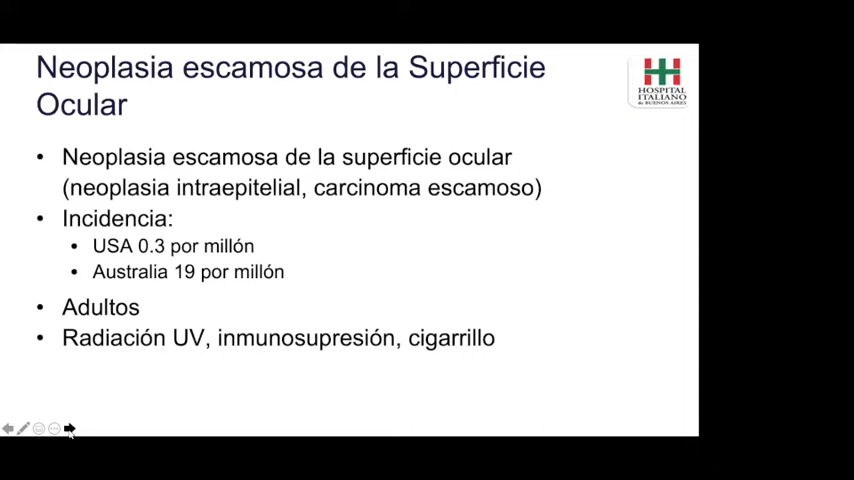 Neoplasia escamosa de la Superficie
Ocular
HOSPITAL
ITALIANO
de BUENOS AIRES
• Neoplasia escamosa de la superficie ocular
(neoplasia intraepitelial, carcinoma escamoso)
• Incidencia:
• USA 0.3 por millón
• Australia 19 por millón
• Adultos
• Radiación UV, inmunosupresión, cigarrillo